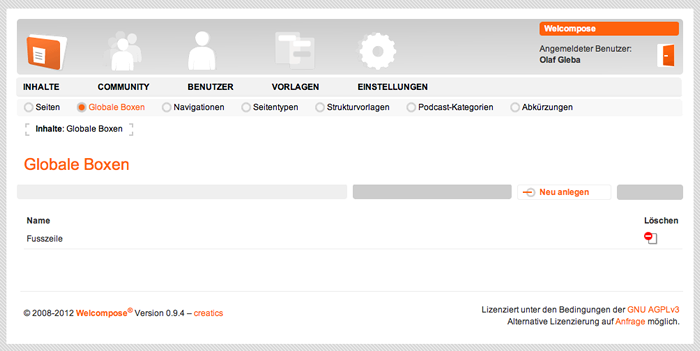 Welcompose
Angemeldeter Benutzer:
Olaf Gleba
INHALTE COMMUNITY BENUTZER VORLAGEN EINSTELLUNGEN
Seiten Globale Boxen Navigationen Seitentypen Strukturvorlagen Podcast-Kategorien Abkürzungen
Inhalte: Globale Boxen
Globale Boxen
Neu anlegen
Name Löschen
Fusszeile
© 2008-2012 Welcompose® Version 0.9.4 – creatics
Lizenziert unter den Bedingungen der GNU AGPLv3
Alternative Lizenzierung auf Anfrage möglich.